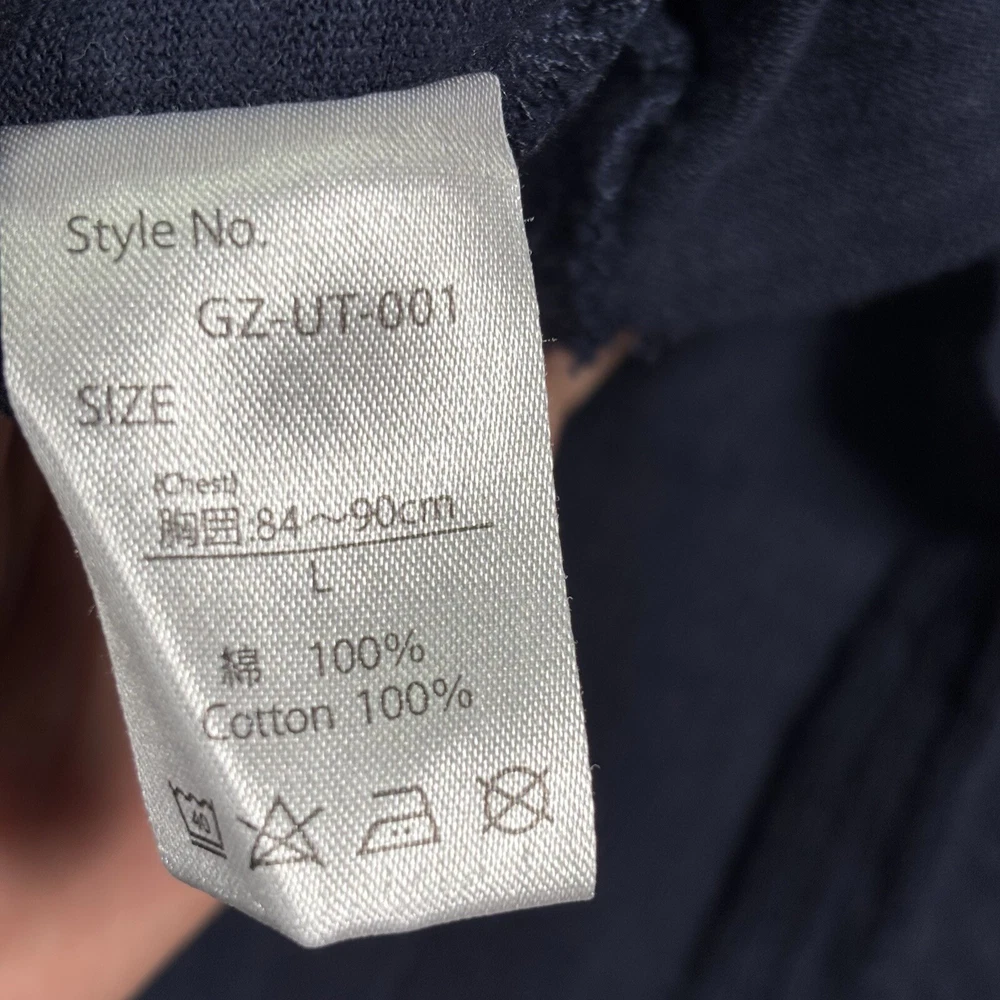 Style No.
GZ-UT-001
SIZE
(Chest)
胸囲:84～90cm
L
綿 100%
Cotton 100%
40